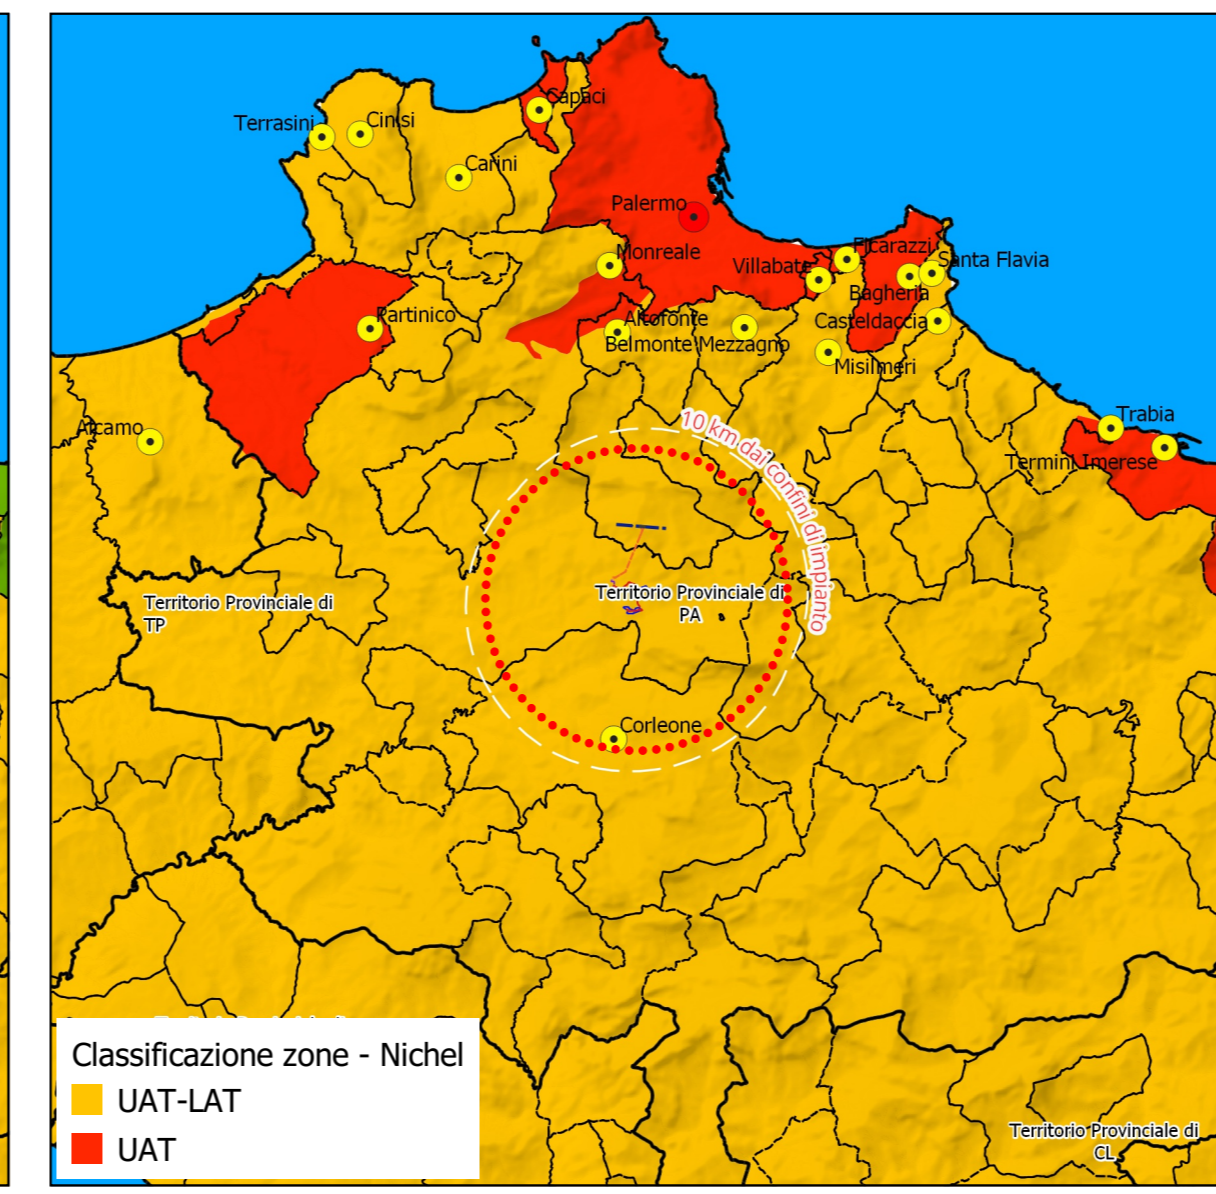 Capaci
Terrasini
Cinisi
Carini
Palermo
Monreale
Villabate
Ficarazzi
Santa Flavia
Bagheria
Partinico
Altofonte
Casteldaccia
Belmonte Mezzagno
Misilmeri
Alcamo
Trabia
Termini Imerese
10 km dai confini di impianto
Territorio Provinciale di
TP
Territorio Provinciale di
PA
Corleone
Classificazione zone - Nichel
UAT-LAT
UAT
Territorio Provinciale di
CL